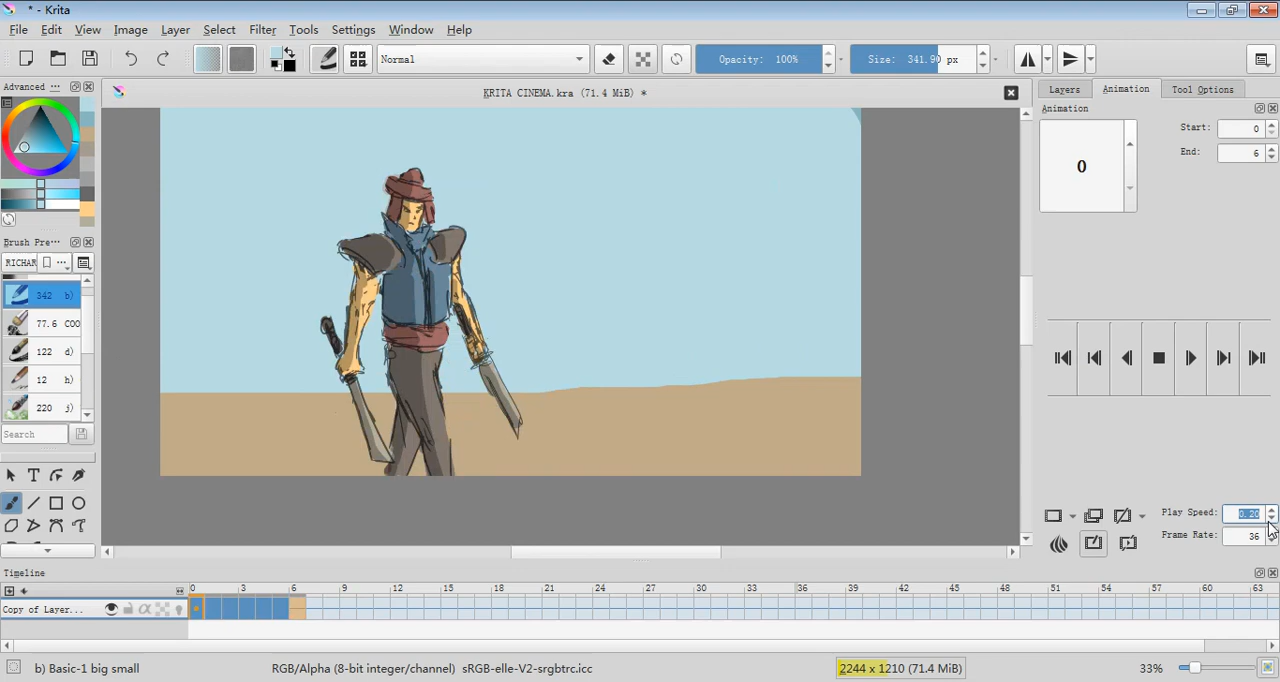 * - Krita
File Edit View Image Layer Select Filter Tools Settings Window Help
Normal Opacity: 100% Size: 341.90 px
Advanced ... KRITA CINEMA.kra (71.4 MiB) * Layers Animation Tool Options
Animation
0 Start: 0
End: 6
Brush Pre...
RICHAR ...
342 b)
77.6 COO
122 d)
12 h)
220 j)
Search
Play Speed: 0.20
Frame Rate: 36
Timeline
0 3 6 9 12 15 18 21 24 27 30 33 36 39 42 45 48 51 54 57 60 63
Copy of Layer...
b) Basic-1 big small RGB/Alpha (8-bit integer/channel) sRGB-elle-V2-srgbtrc.icc 2244 x 1210 (71.4 MiB) 33%